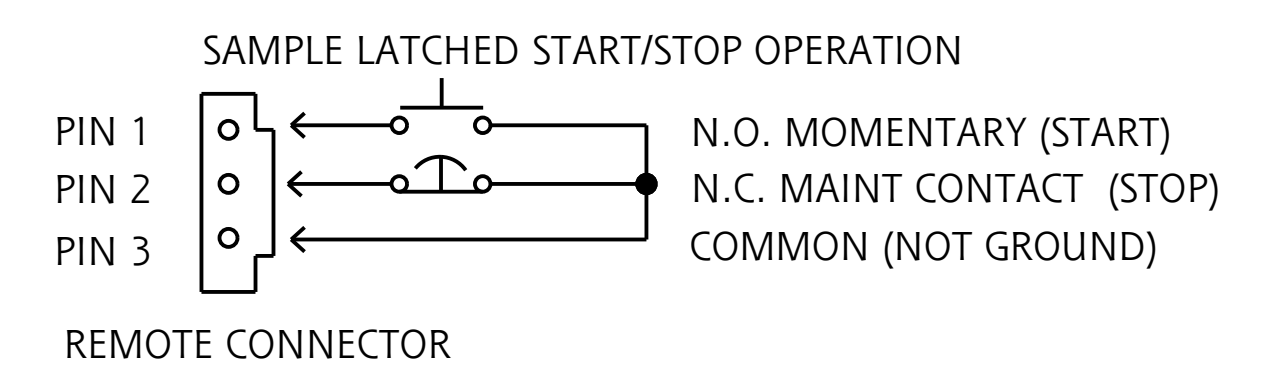 SAMPLE LATCHED START/STOP OPERATION
PIN 1 N.O. MOMENTARY (START)
PIN 2 N.C. MAINT CONTACT (STOP)
PIN 3 COMMON (NOT GROUND)
REMOTE CONNECTOR